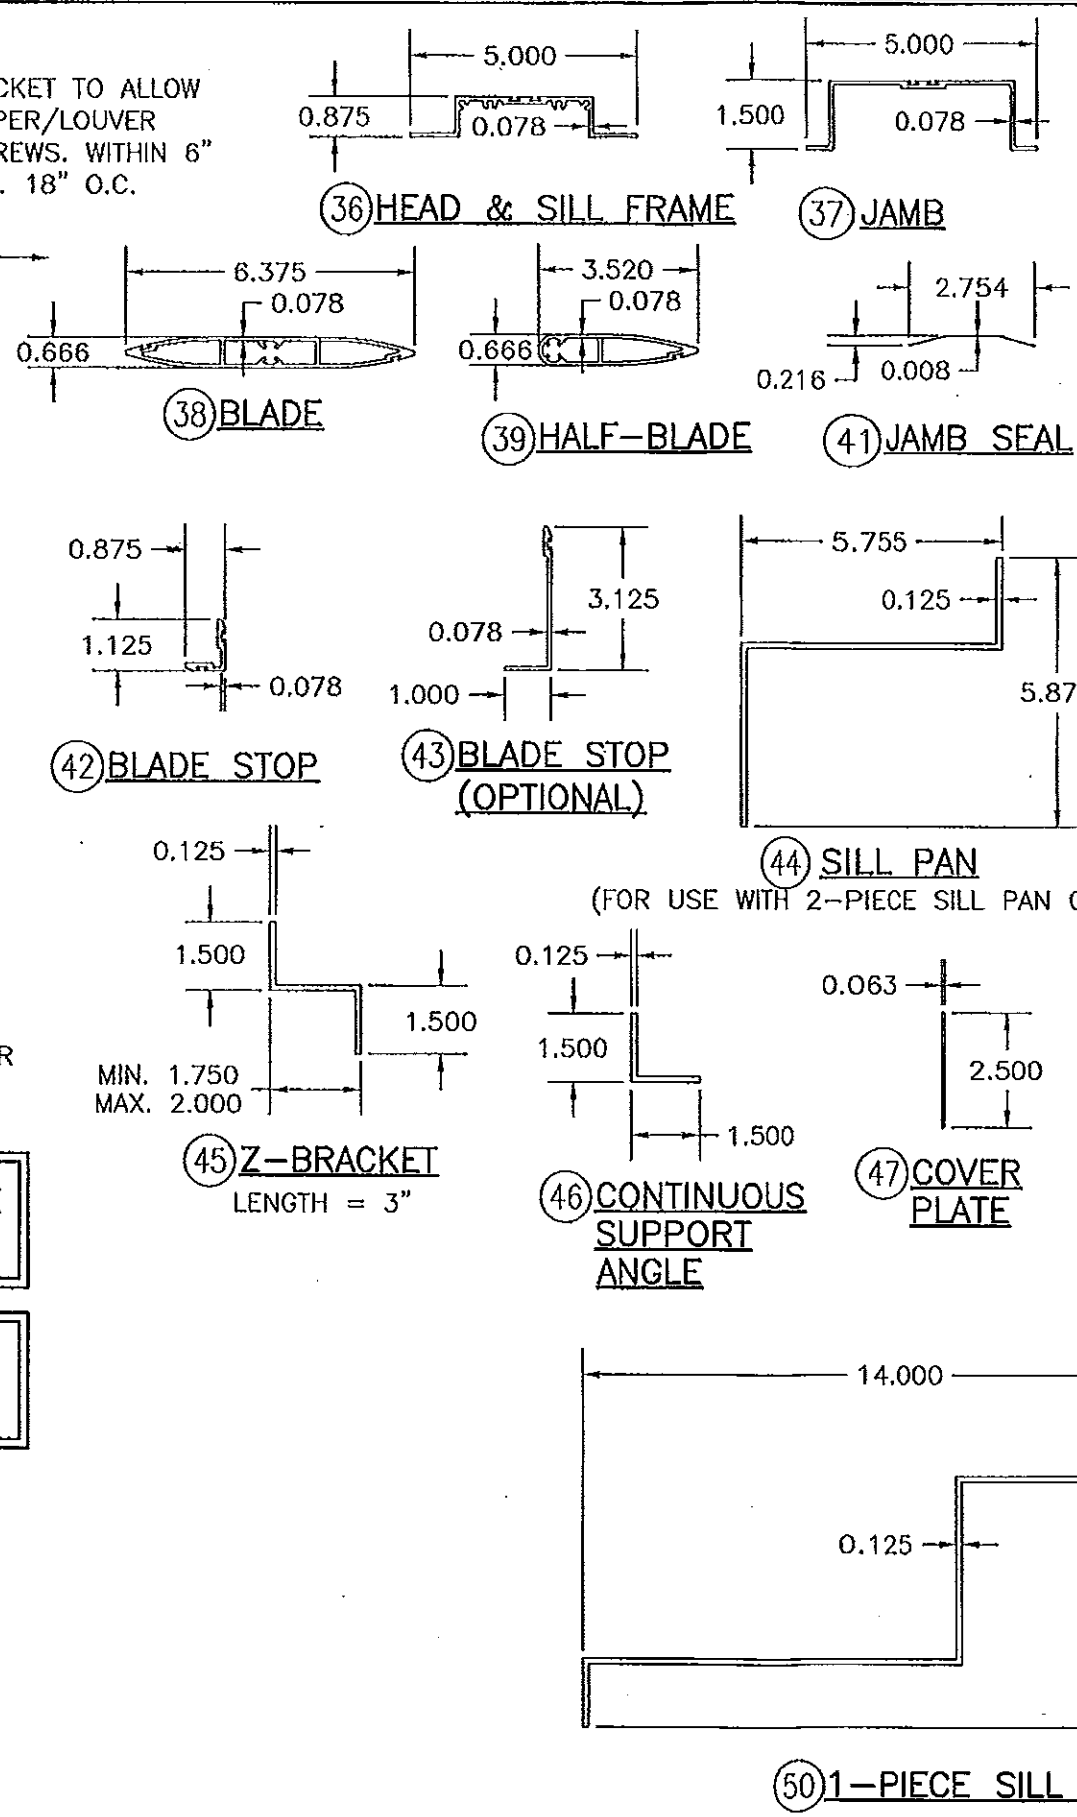 CKET TO ALLOW
PER/LOUVER
REWS. WITHIN 6"
. 18" O.C.
5.000
0.875
0.078
36 HEAD & SILL FRAME
5.000
1.500
0.078
37 JAMB
6.375
0.078
0.666
38 BLADE
3.520
0.078
0.666
39 HALF-BLADE
2.754
0.216
0.008
41 JAMB SEAL
0.875
1.125
0.078
42 BLADE STOP
3.125
0.078
1.000
43 BLADE STOP
(OPTIONAL)
5.755
0.125
5.87
44 SILL PAN
(FOR USE WITH 2-PIECE SILL PAN
0.125
1.500
1.500
MIN. 1.750
MAX. 2.000
45 Z-BRACKET
LENGTH = 3"
0.125
1.500
1.500
46 CONTINUOUS
SUPPORT
ANGLE
0.063
2.500
47 COVER
PLATE
R
14.000
0.125
50 1-PIECE SILL